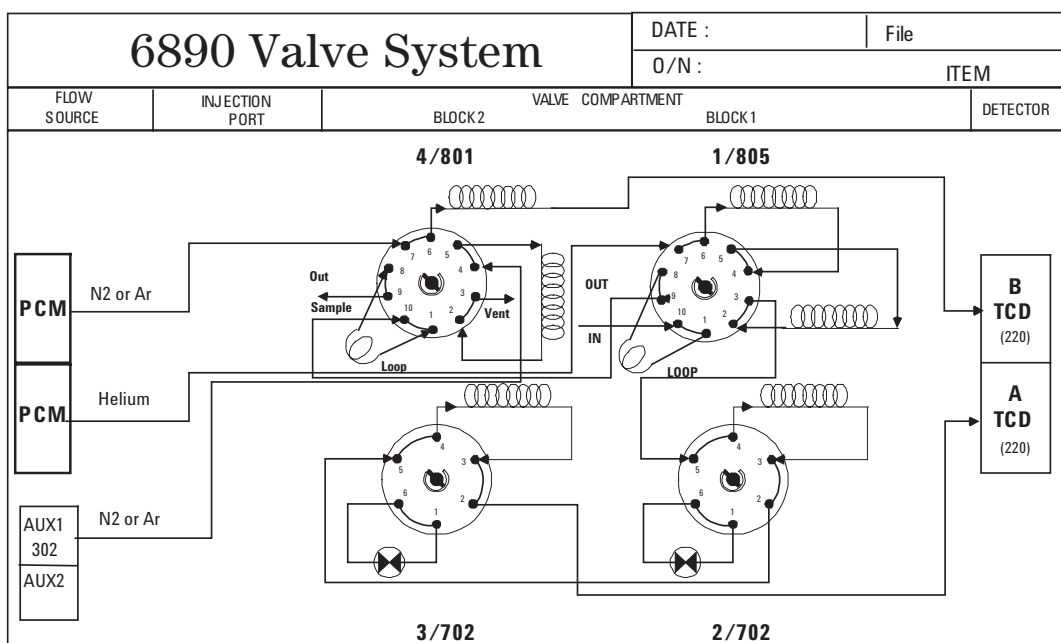 6890 Valve System
DATE :
File
O/N :
ITEM
FLOW
SOURCE
INJECTION
PORT
VALVE COMPARTMENT
BLOCK 2
BLOCK 1
DETECTOR
4/801
1/805
6
5
4
3
2
1
10
9
8
7
6
5
4
3
2
1
10
9
8
7
Out
Sample
Vent
Loop
OUT
IN
LOOP
PCM
N2 or Ar
PCM
Helium
AUX1
302
AUX2
N2 or Ar
B
TCD
(220)
A
TCD
(220)
4
3
2
1
6
5
4
3
2
1
6
5
3/702
2/702